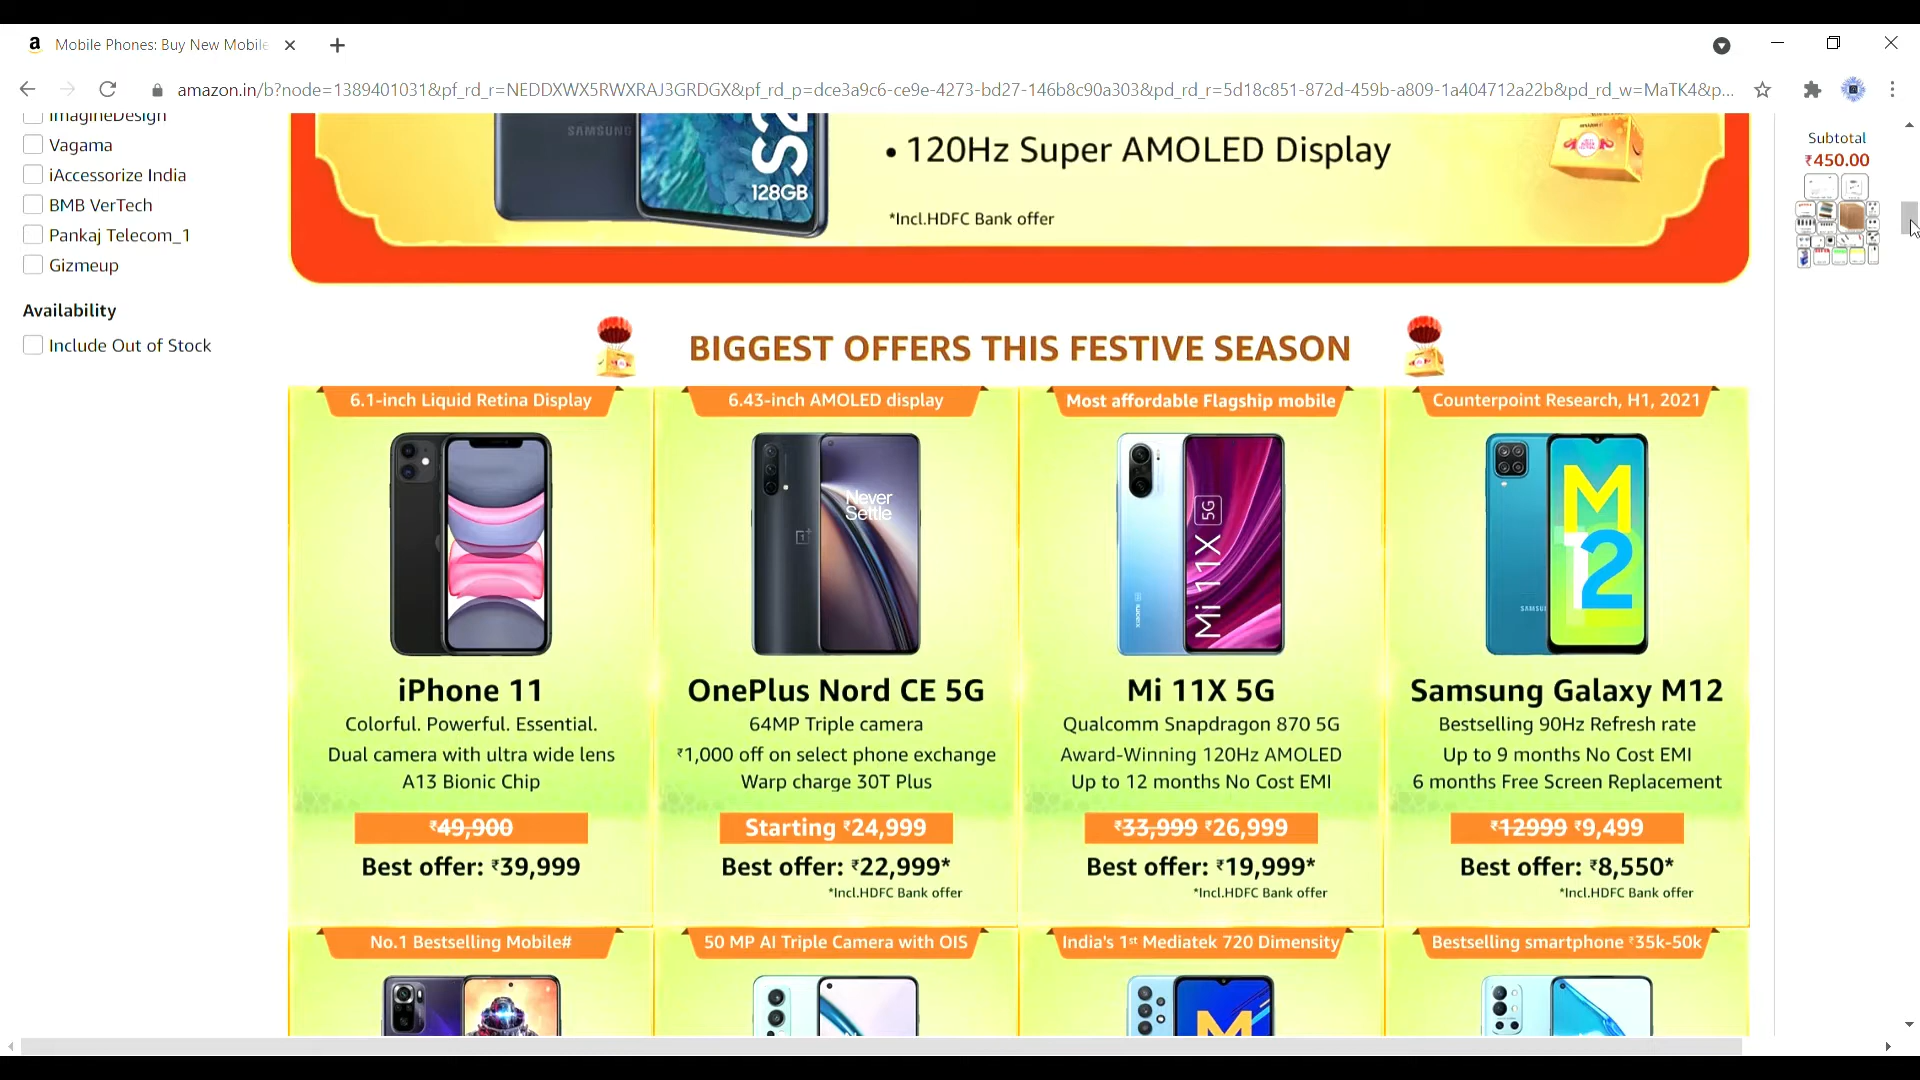 Mobile Phones: Buy New Mobile
amazon.in/b?node=1389401031&pf_rd_r=NEDDXWX5RWXRAJ3GRDGX&pf_rd_p=dce3a9c6-ce9e-4273-bd27-146b8c90a303&pd_rd_r=5d18c851-872d-459b-a809-1a404712a22b&pd_rd_w=MaTK4&p...
ImagineDesign
Vagama
iAccessorize India
BMB VerTech
Pankaj Telecom_1
Gizmeup
Availability
Include Out of Stock
SAMSUNG
128GB
• 120Hz Super AMOLED Display
*Incl.HDFC Bank offer
Subtotal
₹450.00
BIGGEST OFFERS THIS FESTIVE SEASON
6.1-inch Liquid Retina Display
iPhone 11
Colorful. Powerful. Essential.
Dual camera with ultra wide lens
A13 Bionic Chip
₹49,900
Best offer: ₹39,999
6.43-inch AMOLED display
Never
Settle
OnePlus Nord CE 5G
64MP Triple camera
₹1,000 off on select phone exchange
Warp charge 30T Plus
Starting ₹24,999
Best offer: ₹22,999*
*Incl.HDFC Bank offer
Most affordable Flagship mobile
Mi 11X 5G
Mi 11X 5G
Qualcomm Snapdragon 870 5G
Award-Winning 120Hz AMOLED
Up to 12 months No Cost EMI
₹33,999 ₹26,999
Best offer: ₹19,999*
*Incl.HDFC Bank offer
Counterpoint Research, H1, 2021
M
12
SAMSU
Samsung Galaxy M12
Bestselling 90Hz Refresh rate
Up to 9 months No Cost EMI
6 months Free Screen Replacement
₹12999 ₹9,499
Best offer: ₹8,550*
*Incl.HDFC Bank offer
No.1 Bestselling Mobile#
50 MP AI Triple Camera with OIS
India's 1st Mediatek 720 Dimensity
M
Bestselling smartphone ₹35k-50k